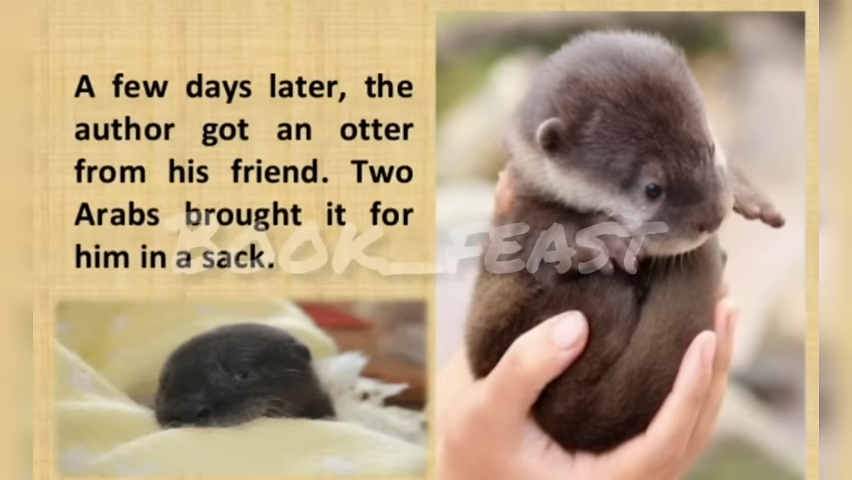 A few days later, the
author got an otter
from his friend. Two
Arabs brought it for
him in a sack.
Book_feast